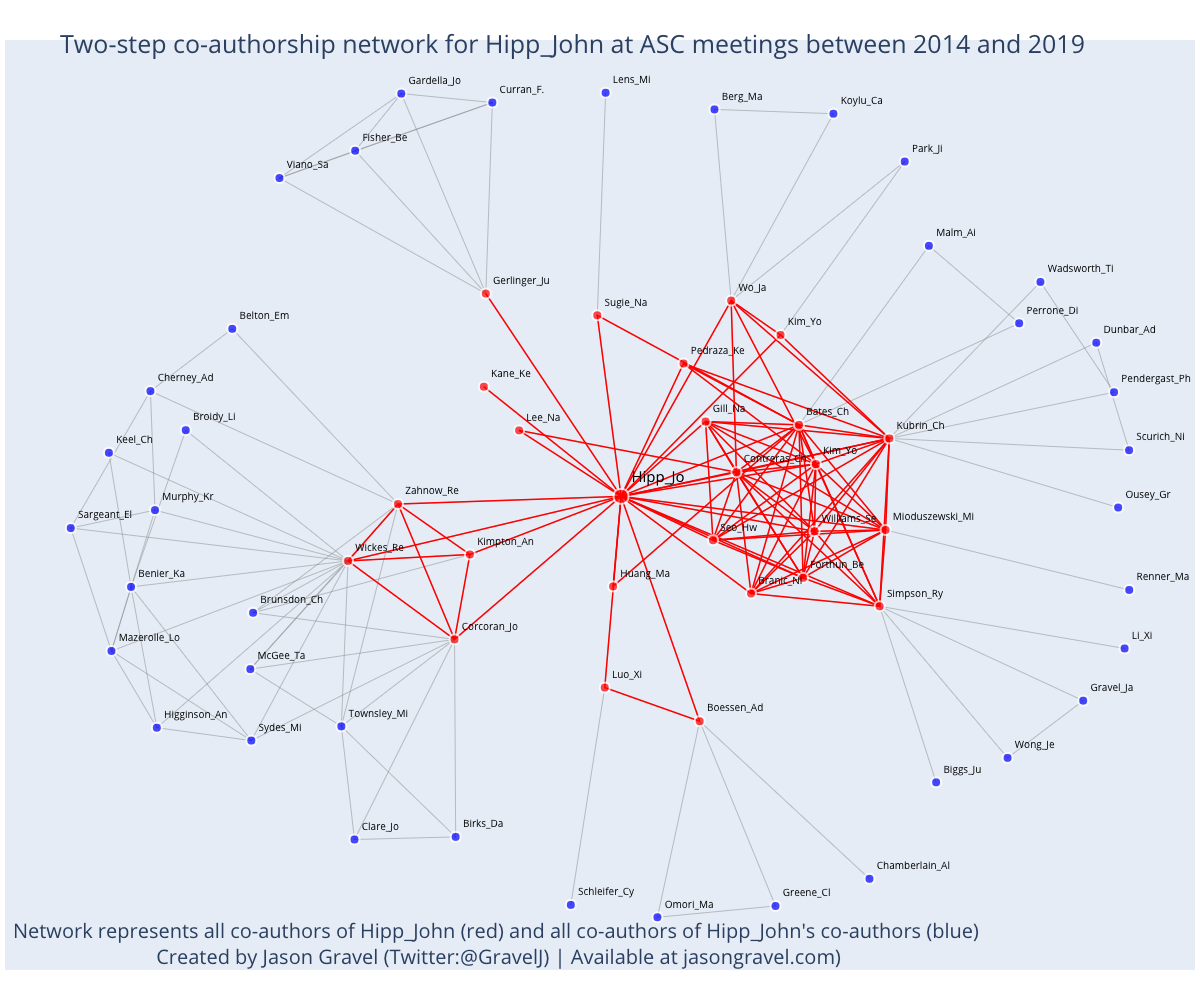 Two-step co-authorship network for Hipp_John at ASC meetings between 2014 and 2019
Gardella_Jo
Lens_Mi
Curran_F.
Berg_Ma
Koylu_Ca
Fisher_Be
Park_Ji
Viano_Sa
Malm_Ai
Wadsworth_Ti
Gerlinger_Ju
Wo_Ja
Sugie_Na
Perrone_Di
Belton_Em
Kim_Yo
Dunbar_Ad
Pedraza_Ke
Kane_Ke
Cherney_Ad
Pendergast_Ph
Gill_Na
Bates_Ch
Broidy_Li
Lee_Na
Kubrin_Ch
Keel_Ch
Scurich_Ni
Kim_Yo
Hipp_Jo
Zahnow_Re
Murphy_Kr
Ousey_Gr
Sargeant_El
Mioduszewski_Mi
Williams_Se
Seo_Hw
Kimpton_An
Wickes_Re
Forthun_Be
Benier_Ka
Huang_Ma
Branic_Ni
Renner_Ma
Simpson_Ry
Brunsdon_Ch
Corcoran_Jo
Li_Xi
Mazerolle_Lo
McGee_Ta
Luo_Xi
Gravel_Ja
Boessen_Ad
Higginson_An
Townsley_Mi
Sydes_Mi
Wong_Je
Biggs_Ju
Birks_Da
Clare_Jo
Chamberlain_Al
Schleifer_Cy
Greene_Cl
Omori_Ma
Network represents all co-authors of Hipp_John (red) and all co-authors of Hipp_John's co-authors (blue)
Created by Jason Gravel (Twitter:@GravelJ) | Available at jasongravel.com)